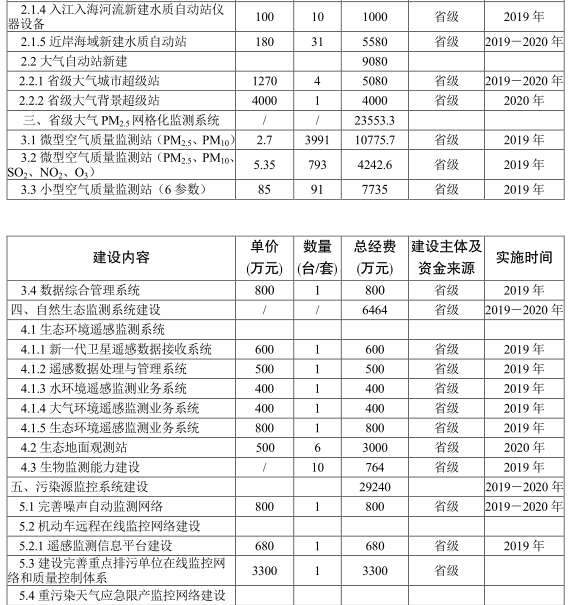 2.1.4 入江入海河流新建水质自动站仪器设备 100 10 1000 省级 2019 年
2.1.5 近岸海域新建水质自动站 180 31 5580 省级 2019－2020 年
2.2 大气自动站新建 9080
2.2.1 省级大气城市超级站 1270 4 5080 省级 2019－2020 年
2.2.2 省级大气背景超级站 4000 1 4000 省级 2020 年
三、省级大气 PM2.5 网格化监测系统 / / 23553.3
3.1 微型空气质量监测站（PM2.5、PM10） 2.7 3991 10775.7 省级 2019 年
3.2 微型空气质量监测站（PM2.5、PM10、SO2、NO2、O3） 5.35 793 4242.6 省级 2019 年
3.3 小型空气质量监测站（6 参数） 85 91 7735 省级 2019 年
建设内容 单价(万元) 数量(台/套) 总经费(万元) 建设主体及资金来源 实施时间
3.4 数据综合管理系统 800 1 800 省级 2019 年
四、自然生态监测系统建设 / / 6464 省级 2019－2020 年
4.1 生态环境遥感监测系统
4.1.1 新一代卫星遥感数据接收系统 600 1 600 省级 2019 年
4.1.2 遥感数据处理与管理系统 500 1 500 省级 2019 年
4.1.3 水环境遥感监测业务系统 400 1 400 省级 2019 年
4.1.4 大气环境遥感监测业务系统 400 1 400 省级 2019 年
4.1.5 生态环境遥感监测业务系统 800 1 800 省级 2019 年
4.2 生态地面观测站 500 6 3000 省级 2020 年
4.3 生物监测能力建设 / 10 764 省级 2019 年
五、污染源监控系统建设 29240 2019－2020 年
5.1 完善噪声自动监测网络 800 1 800 省级 2019－2020 年
5.2 机动车远程在线监控网络建设
5.2.1 遥感监测信息平台建设 680 1 680 省级 2019 年
5.3 建设完善重点排污单位在线监控网络和质量控制体系 3300 1 3300 省级
5.4 重污染天气应急限产监控网络建设